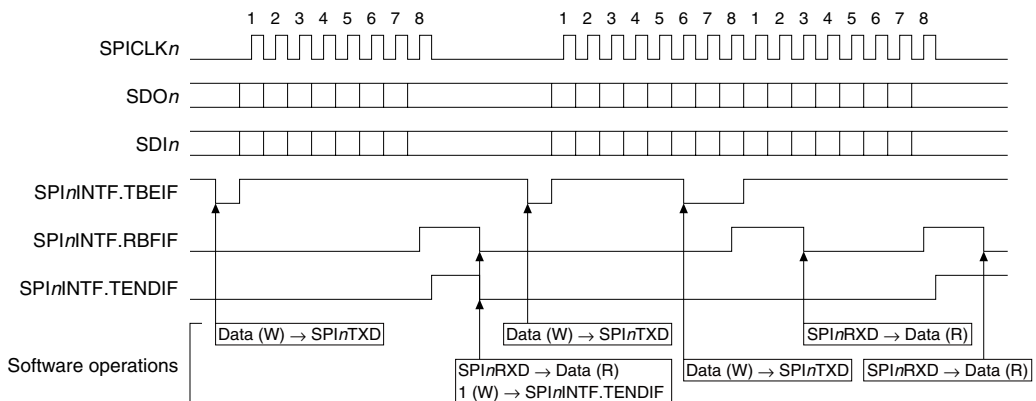 1 2 3 4 5 6 7 8 1 2 3 4 5 6 7 8 1 2 3 4 5 6 7 8
SPICLKn
SDOn
SDIn
SPInINTF.TBEIF
SPInINTF.RBFIF
SPInINTF.TENDIF
Software operations
Data (W) → SPInTXD
Data (W) → SPInTXD
SPInRXD → Data (R)
SPInRXD → Data (R)
1 (W) → SPInINTF.TENDIF
Data (W) → SPInTXD
SPInRXD → Data (R)